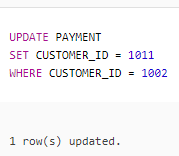 UPDATE PAYMENT
SET CUSTOMER_ID = 1011
WHERE CUSTOMER_ID = 1002
1 row(s) updated.